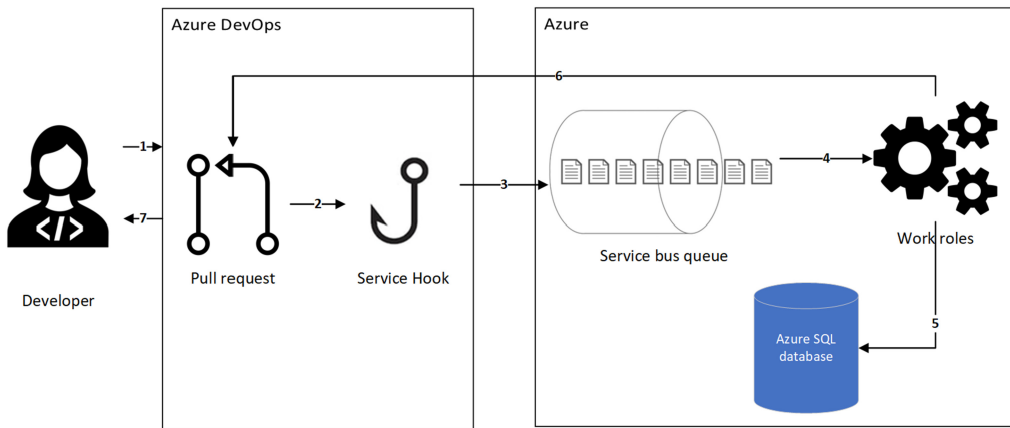 Azure DevOps
Azure
6
1
4
3
2
7
</>
Work roles
Service bus queue
Pull request
Service Hook
Developer
5
Azure SQL
database